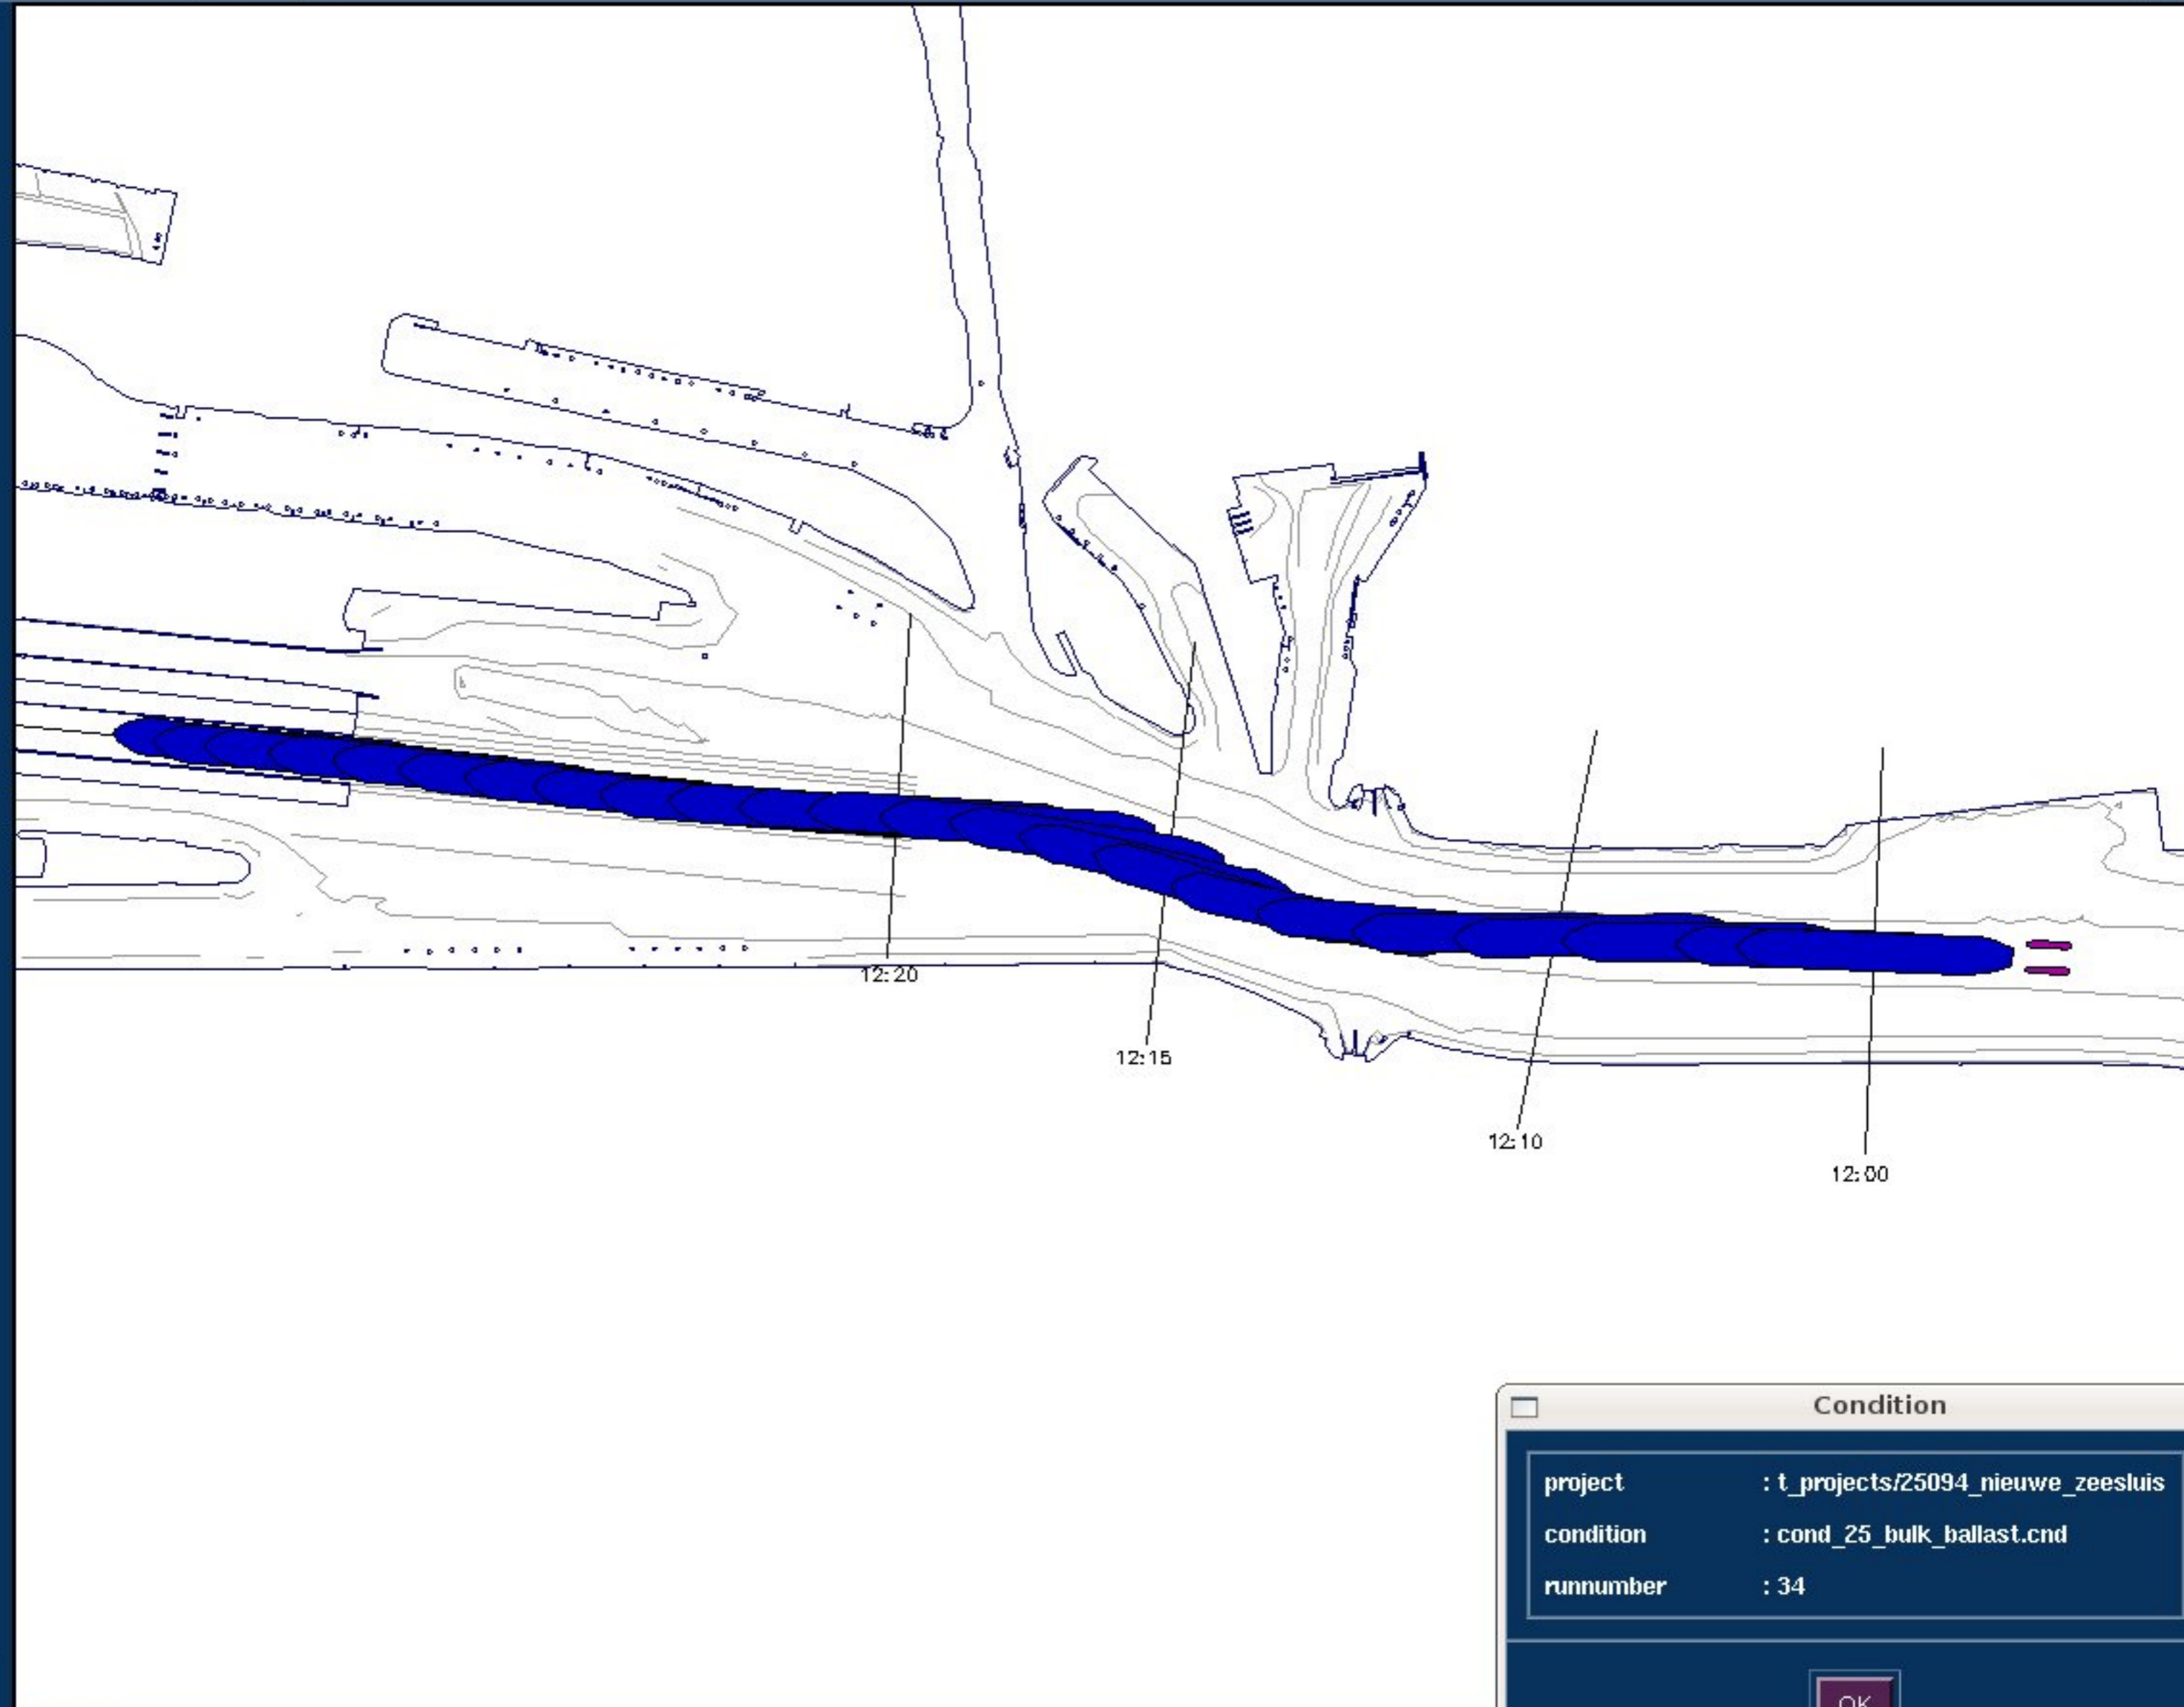 12:20
12:15
12:10
12:00
Condition
project : t_projects/25094_nieuwe_zeesluis
condition : cond_25_bulk_ballast.cnd
runnumber : 34
OK